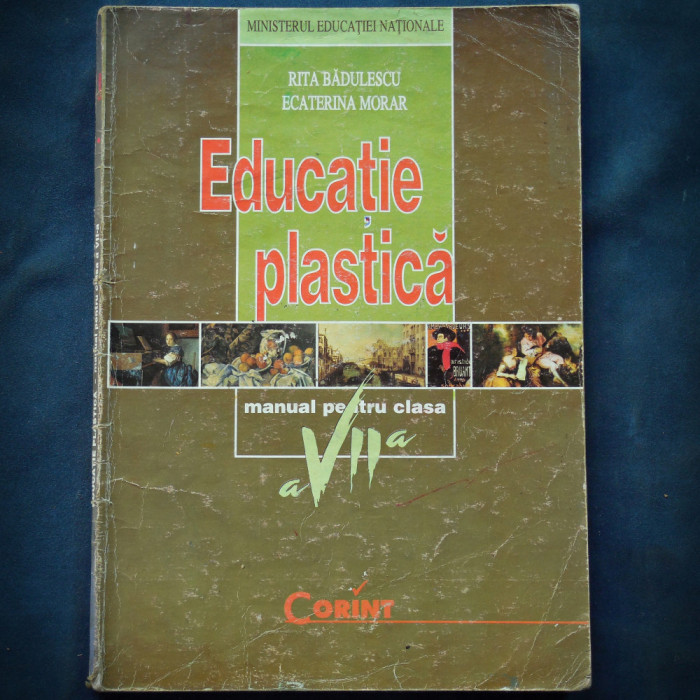 MINISTERUL EDUCAȚIEI NAȚIONALE
RITA BĂDULESCU
ECATERINA MORAR
Educație
plastică
manual pentru clasa
a VII a
CORINT